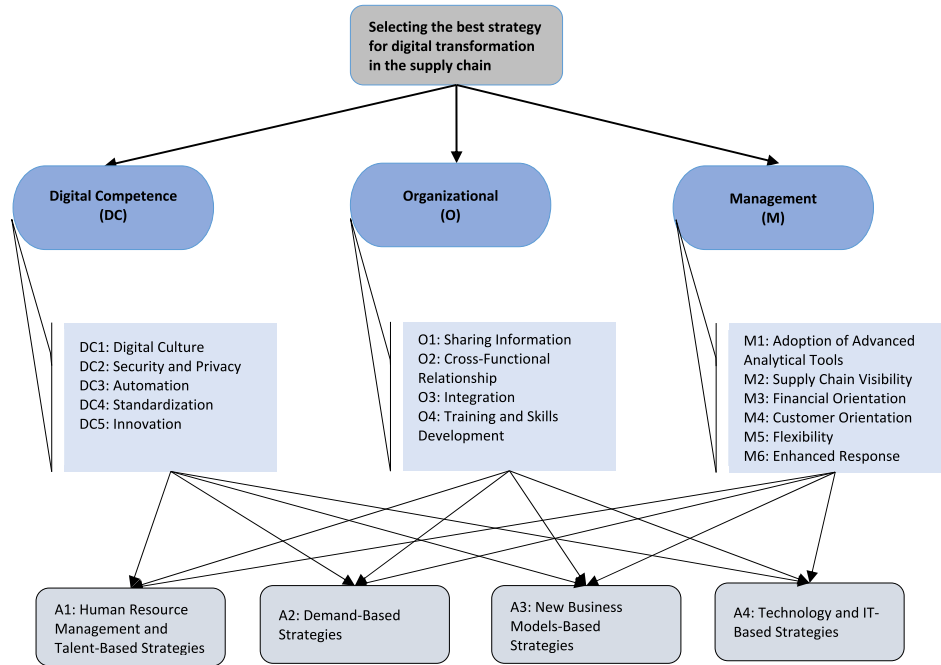 Selecting the best strategy
for digital transformation
in the supply chain
Digital Competence
(DC)
Organizational
(O)
Management
(M)
DC1: Digital Culture
DC2: Security and Privacy
DC3: Automation
DC4: Standardization
DC5: Innovation
O1: Sharing Information
O2: Cross-Functional
Relationship
O3: Integration
O4: Training and Skills
Development
M1: Adoption of Advanced
Analytical Tools
M2: Supply Chain Visibility
M3: Financial Orientation
M4: Customer Orientation
M5: Flexibility
M6: Enhanced Response
A1: Human Resource
Management and
Talent-Based Strategies
A2: Demand-Based
Strategies
A3: New Business
Models-Based
Strategies
A4: Technology and IT-
Based Strategies